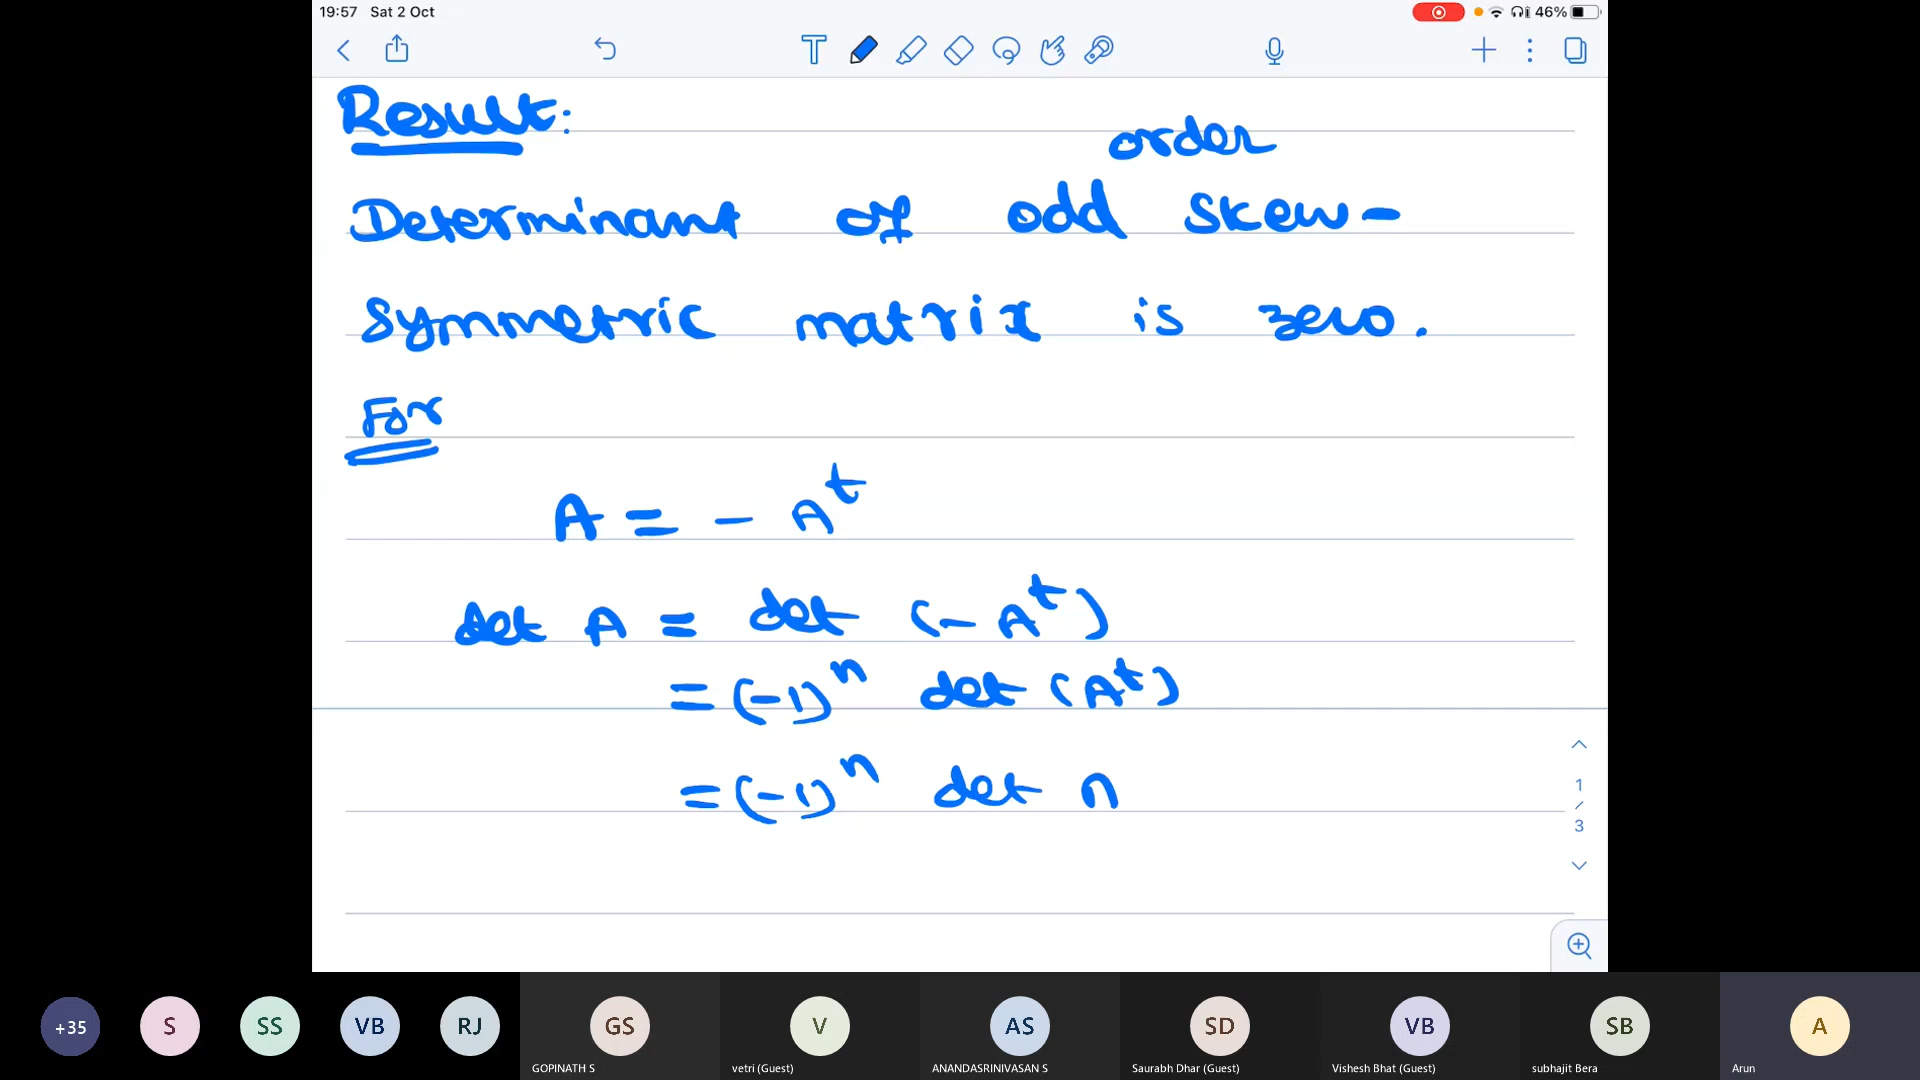 19:57 Sat 2 Oct
46%
T
Result:
order
Determinant of odd skew-
Symmetric matrix is zero.
For
A = - A^t
det A = det (- A^t)
= (-1)^n det (A^t)
= (-1)^n det n
1
/
3
+35 S SS VB RJ GS V AS SD VB SB A
GOPINATH S vetri (Guest) ANANDASRINIVASAN S Saurabh Dhar (Guest) Vishesh Bhat (Guest) subhajit Bera Arun